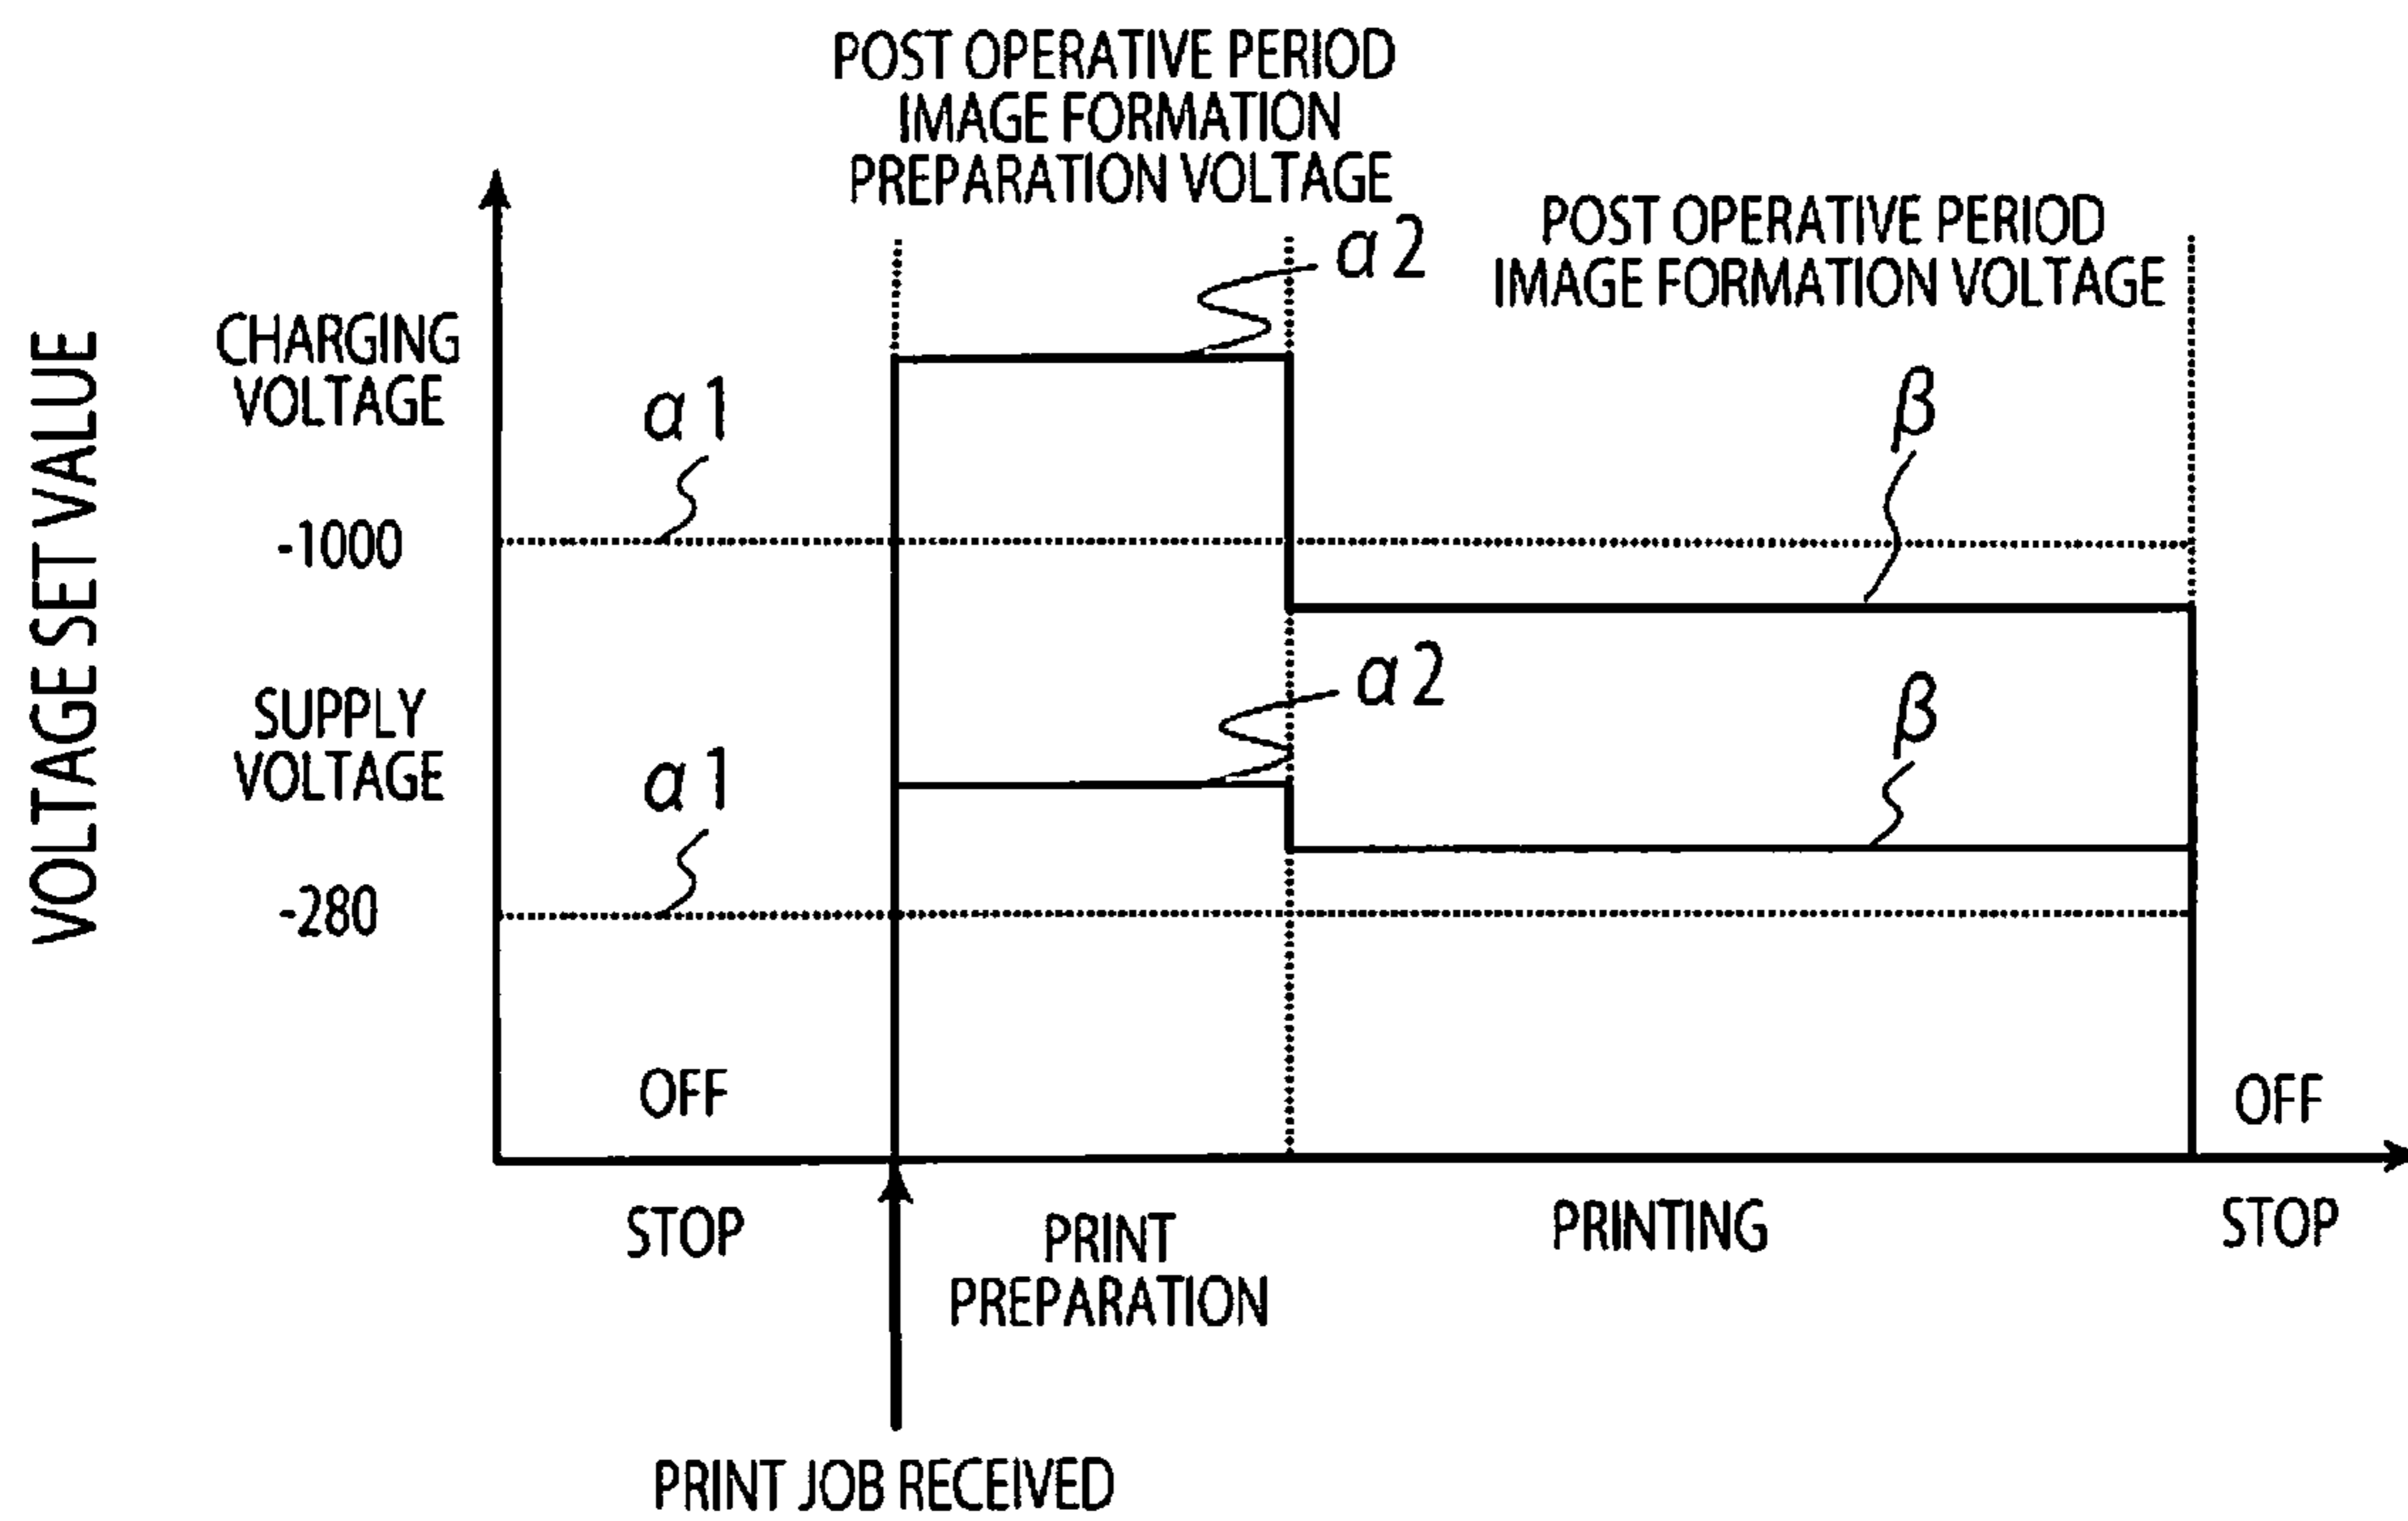 POST OPERATIVE PERIOD
IMAGE FORMATION
PREPARATION VOLTAGE
POST OPERATIVE PERIOD
IMAGE FORMATION VOLTAGE
VOLTAGE SET VALUE
CHARGING
VOLTAGE
-1000
SUPPLY
VOLTAGE
-280
α1
α2
β
α1
α2
β
OFF
OFF
STOP
PRINT
PREPARATION
PRINTING
STOP
PRINT JOB RECEIVED